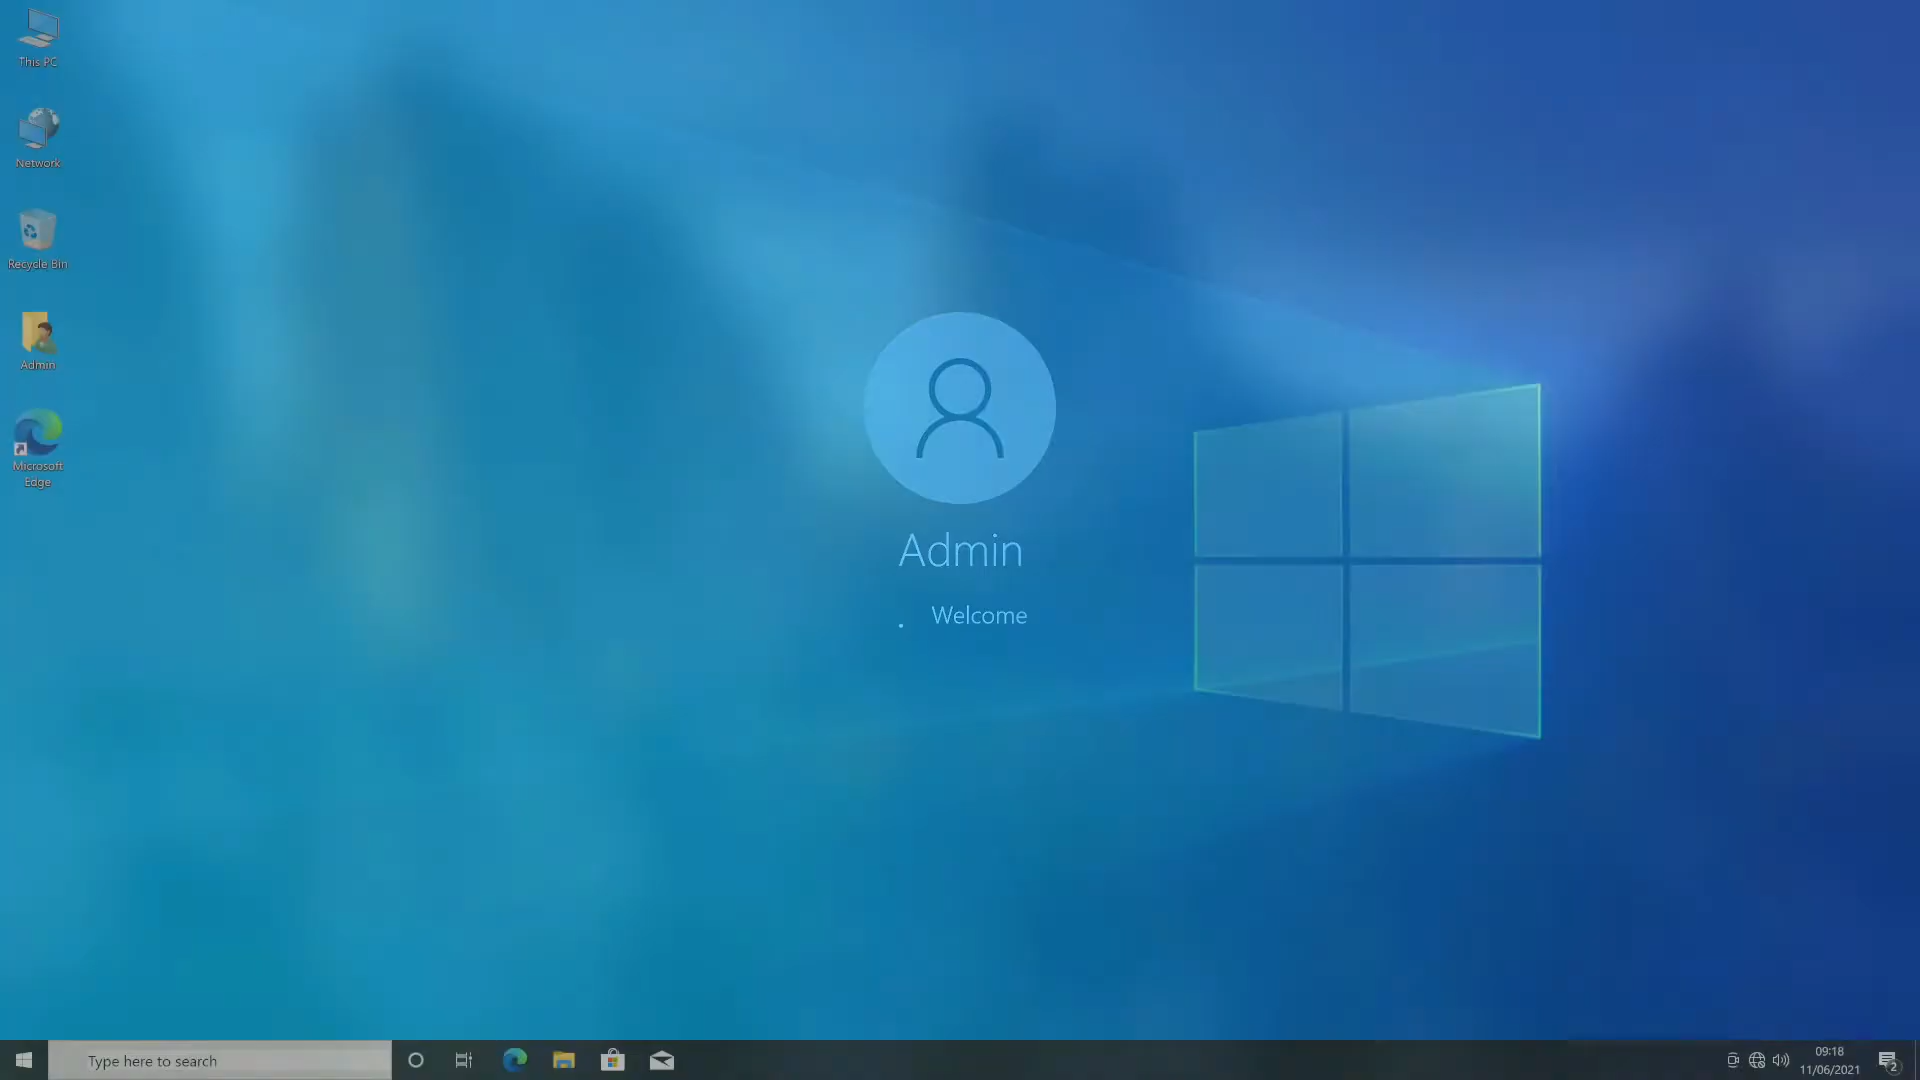 This PC
Network
Recycle Bin
Admin
Microsoft
Edge
Admin
Welcome
Type here to search
09:18
11/06/2021
2